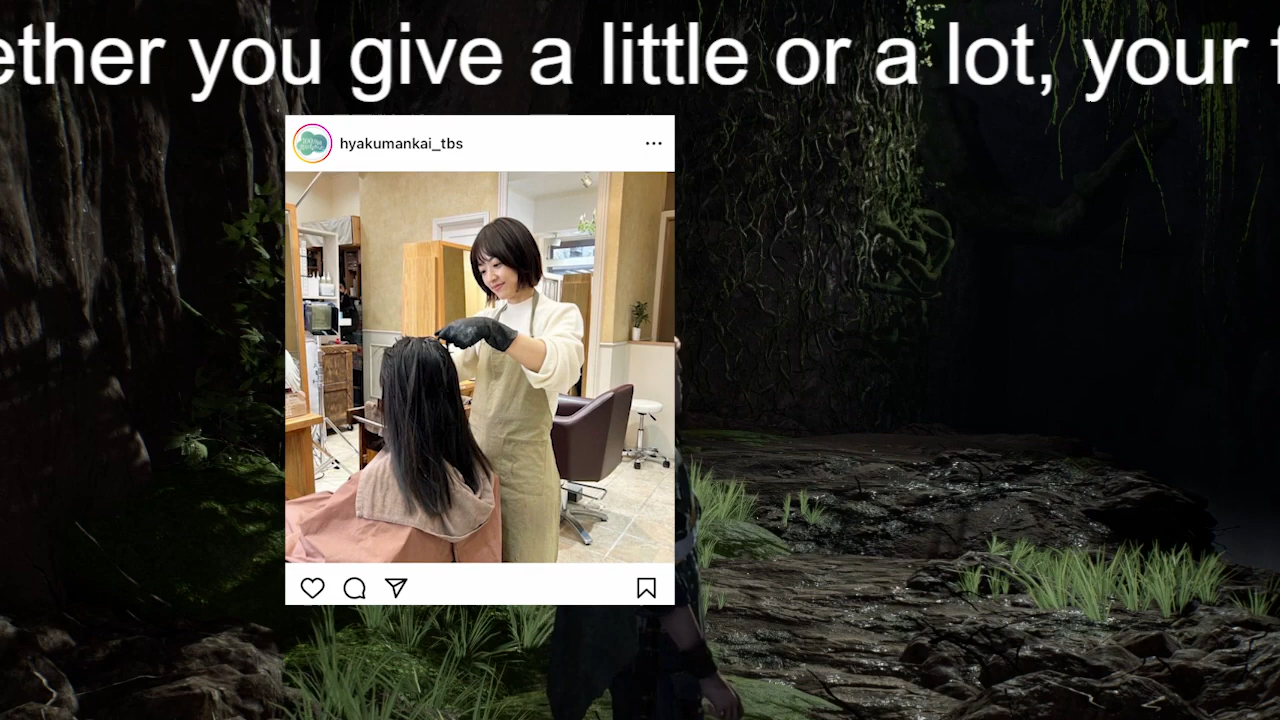 ether you give a little or a lot, your f
hyakumankai_tbs